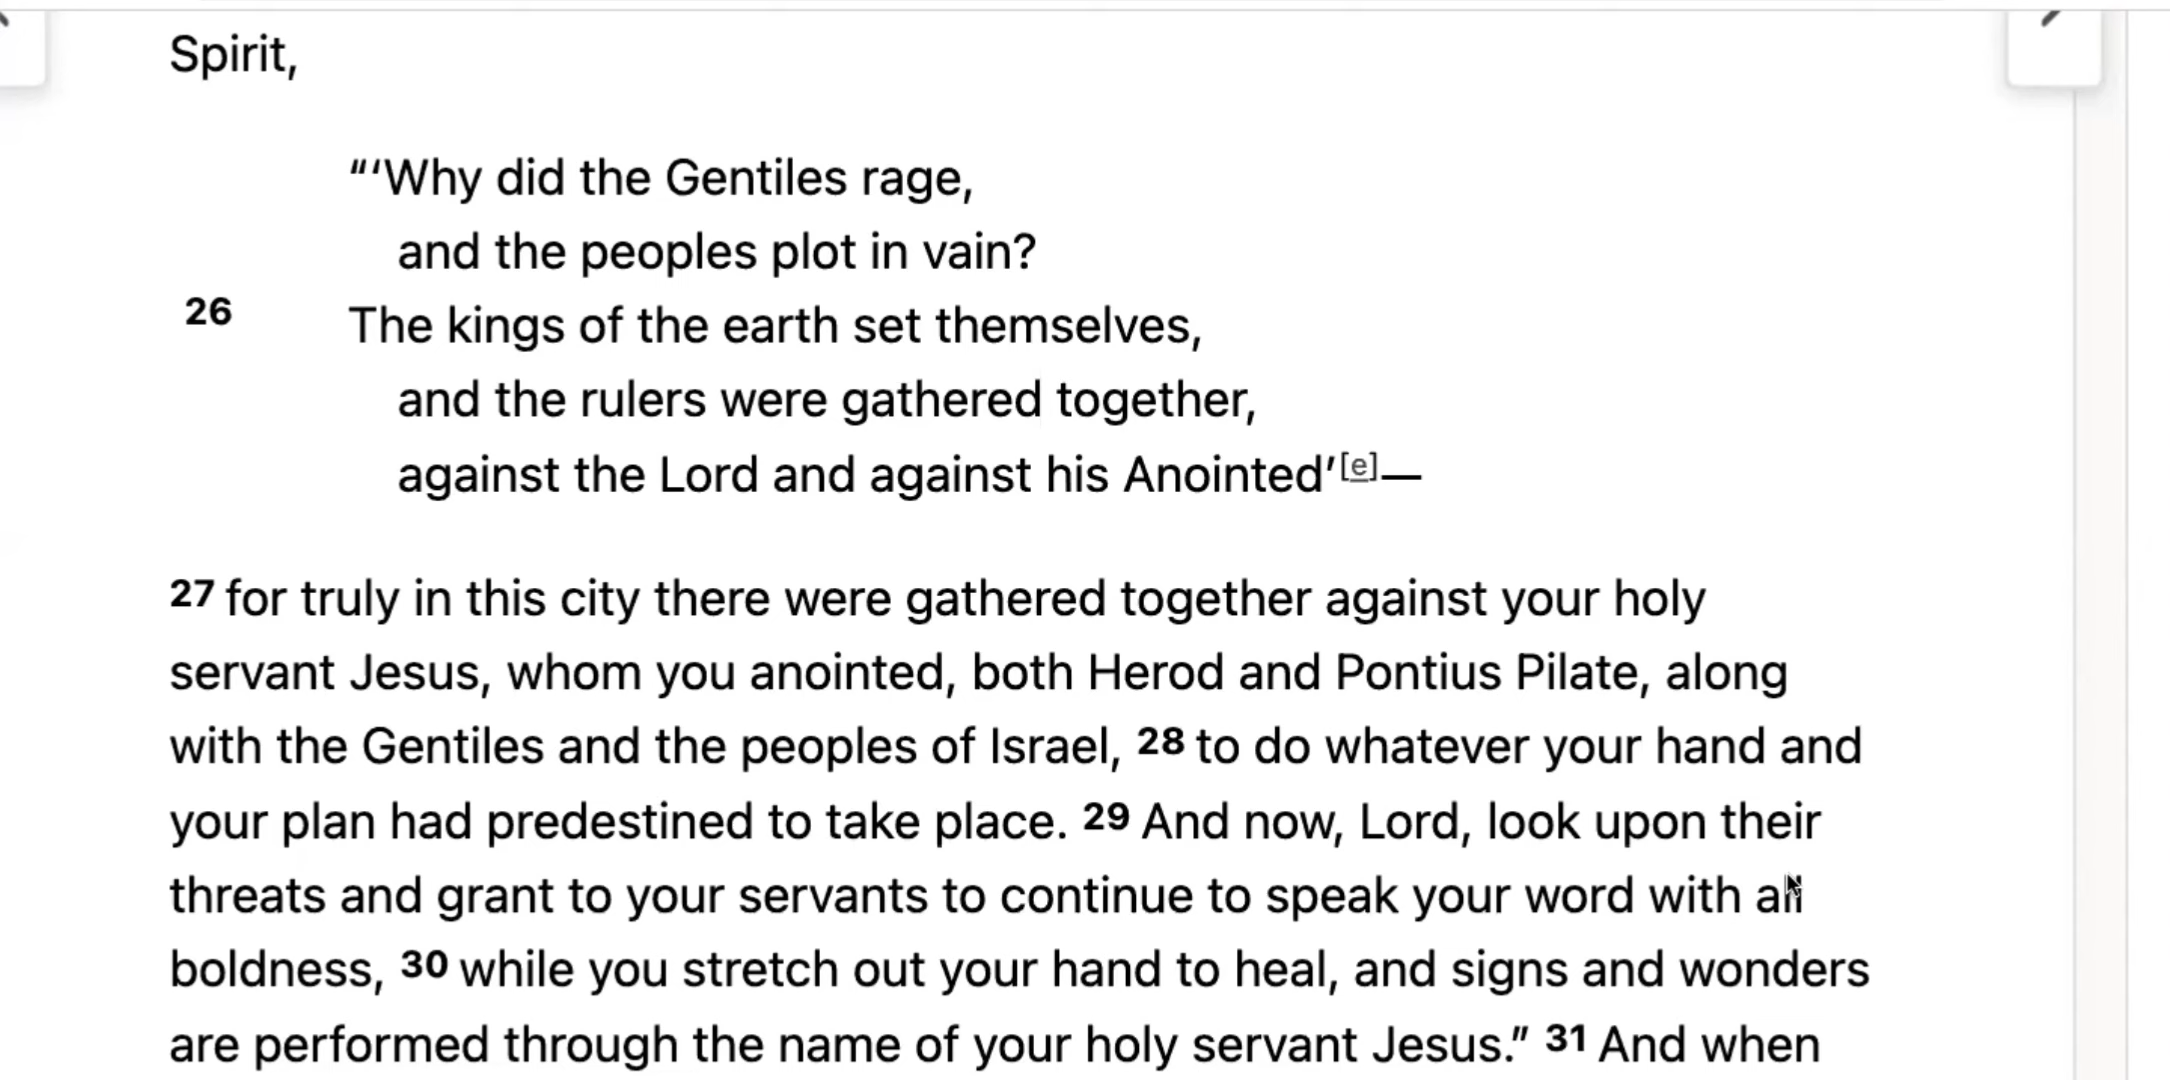 Spirit,
“‘Why did the Gentiles rage,
and the peoples plot in vain?
26 The kings of the earth set themselves,
and the rulers were gathered together,
against the Lord and against his Anointed’[e]—
27 for truly in this city there were gathered together against your holy
servant Jesus, whom you anointed, both Herod and Pontius Pilate, along
with the Gentiles and the peoples of Israel, 28 to do whatever your hand and
your plan had predestined to take place. 29 And now, Lord, look upon their
threats and grant to your servants to continue to speak your word with all
boldness, 30 while you stretch out your hand to heal, and signs and wonders
are performed through the name of your holy servant Jesus.” 31 And when